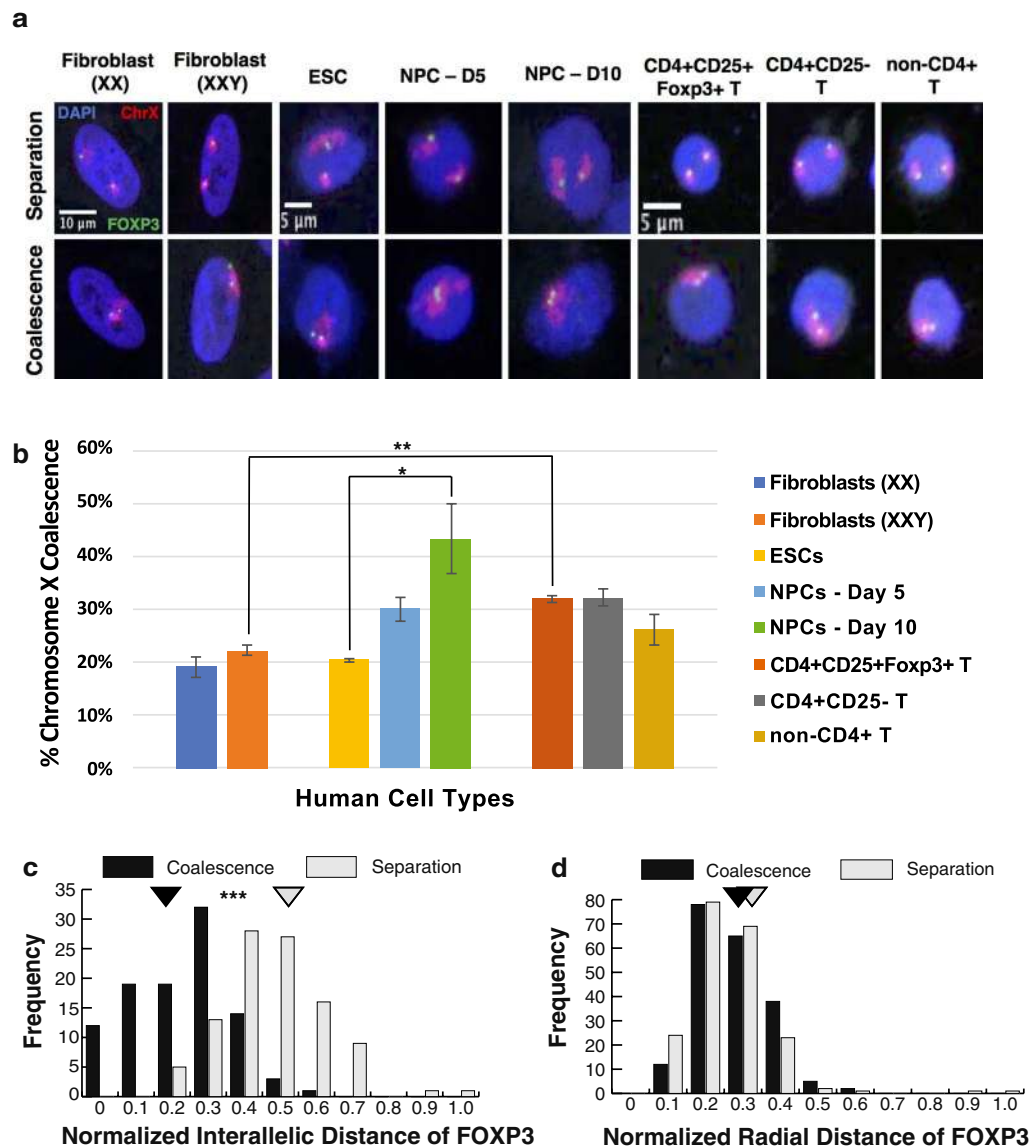 a
Fibroblast (XX)
Fibroblast (XXY)
ESC
NPC – D5
NPC – D10
CD4+CD25+ Foxp3+ T
CD4+CD25- T
non-CD4+ T
Separation
DAPI
ChrX
10 µm
FOXP3
5 µm
5 µm
Coalescence
b
% Chromosome X Coalescence
60%
50%
40%
30%
20%
10%
0%
**
*
Human Cell Types
Fibroblasts (XX)
Fibroblasts (XXY)
ESCs
NPCs - Day 5
NPCs - Day 10
CD4+CD25+Foxp3+ T
CD4+CD25- T
non-CD4+ T
c
Coalescence
Separation
***
Frequency
35
30
25
20
15
10
5
0
0 0.1 0.2 0.3 0.4 0.5 0.6 0.7 0.8 0.9 1.0
Normalized Interallelic Distance of FOXP3
d
Coalescence
Separation
Frequency
80
70
60
50
40
30
20
10
0
0 0.1 0.2 0.3 0.4 0.5 0.6 0.7 0.8 0.9 1.0
Normalized Radial Distance of FOXP3